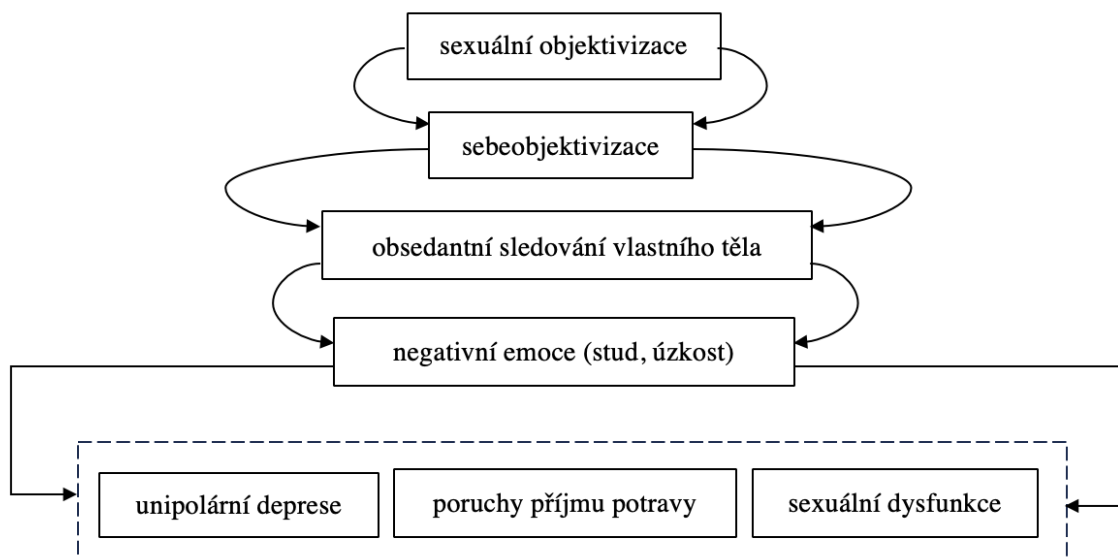 sexuální objektivizace
sebeobjektivizace
obsedantní sledování vlastního těla
negativní emoce (stud, úzkost)
unipolární deprese
poruchy příjmu potravy
sexuální dysfunkce